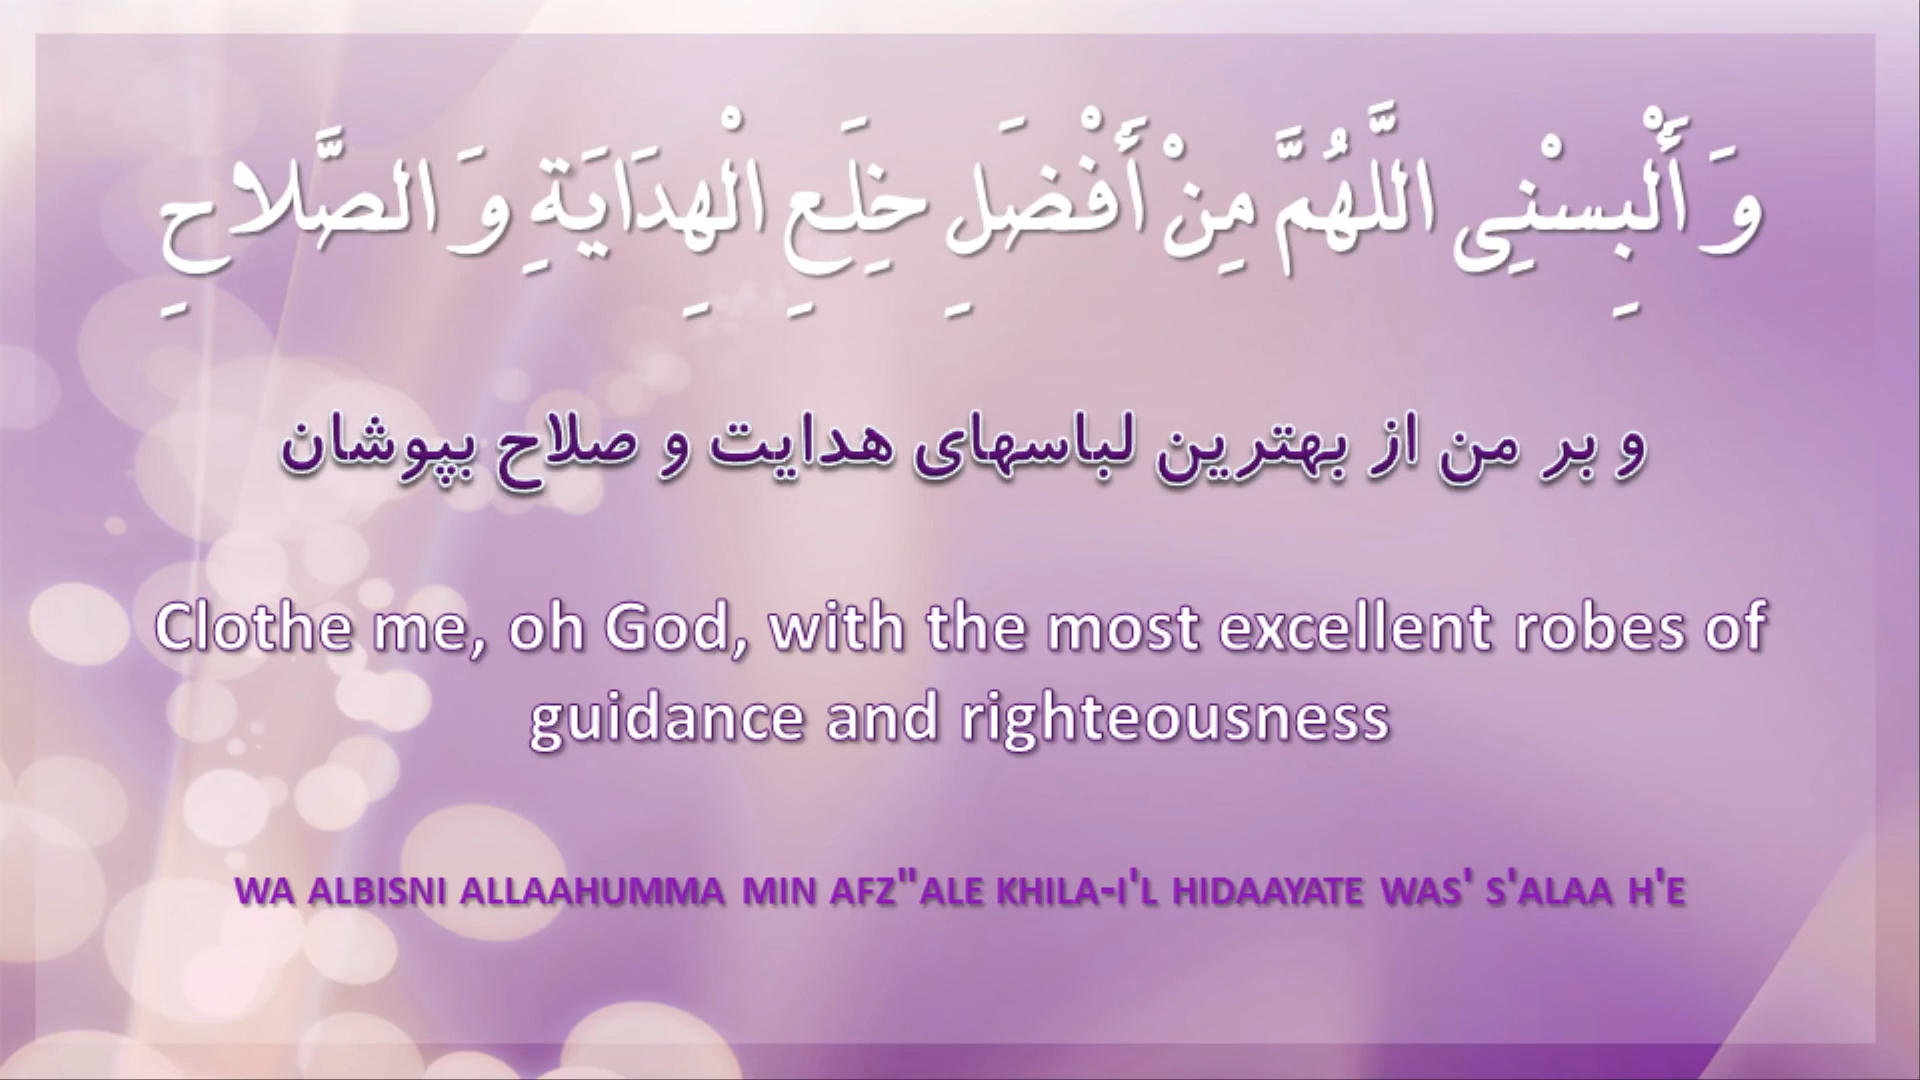 وَ أَلْبِسْنِى اللَّهُمَّ مِنْ أَفْضَلِ خِلَعِ الْهِدَايَةِ وَ الصَّلاحِ
و بر من از بهترین لباسهای هدایت و صلاح بپوشان
Clothe me, oh God, with the most excellent robes of
guidance and righteousness
WA ALBISNI ALLAAHUMMA MIN AFZ"ALE KHILA-I'L HIDAAYATE WAS' S'ALAA H'E